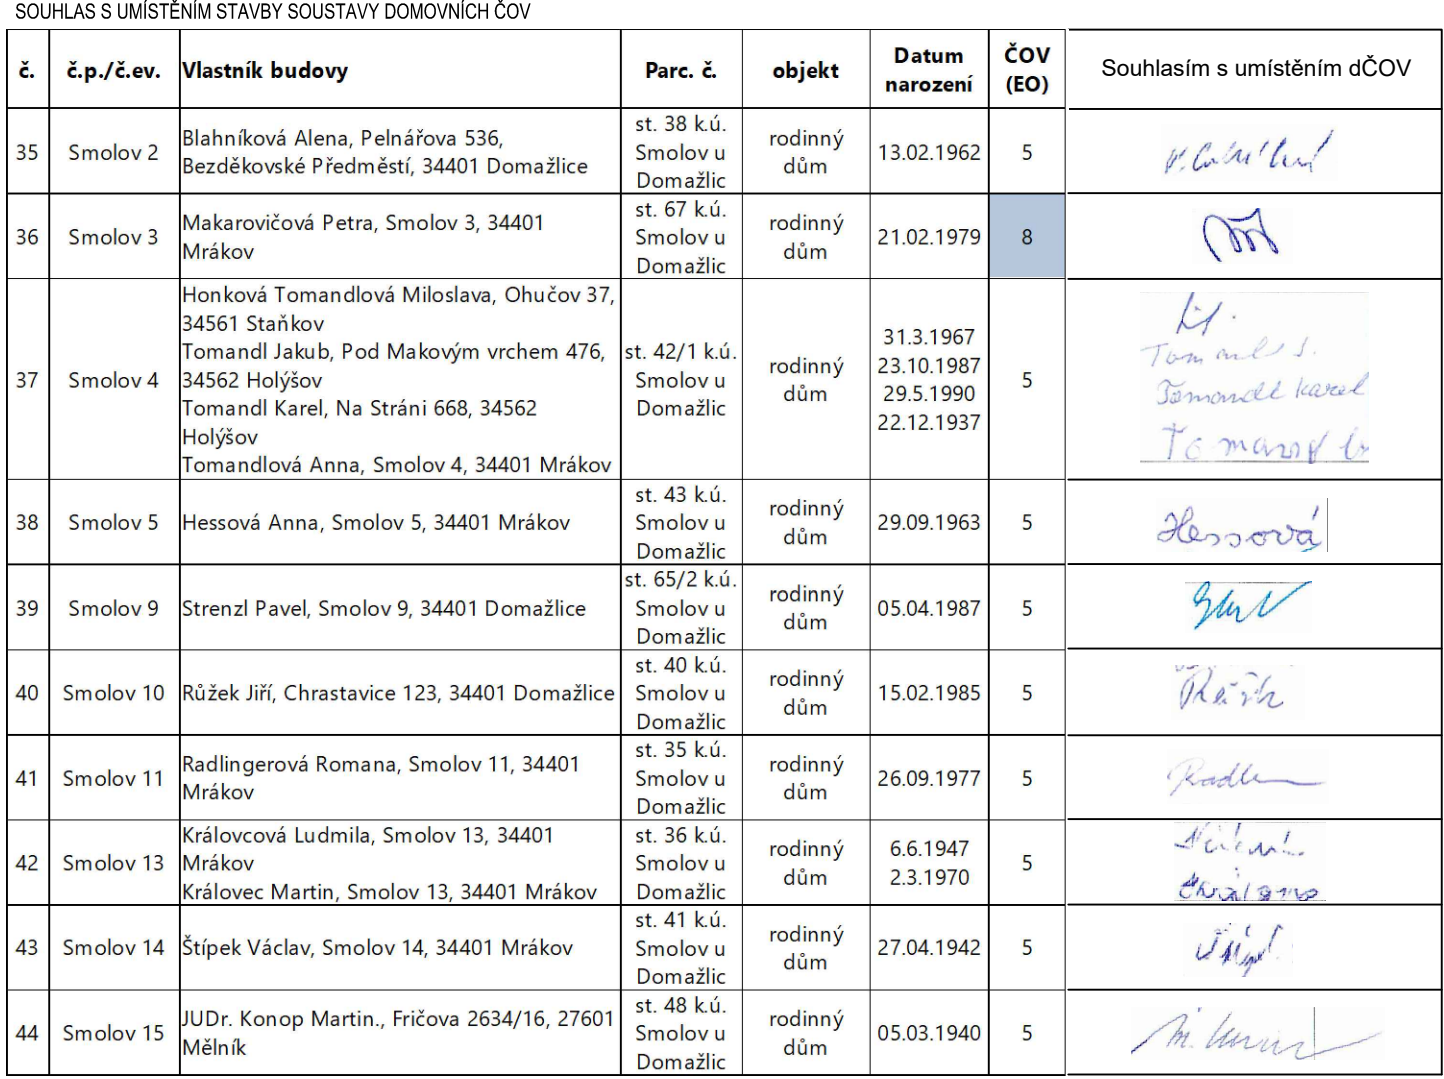 SOUHLAS S UMÍSTĚNÍM STAVBY SOUSTAVY DOMOVNÍCH ČOV
č. č.p./č.ev. Vlastník budovy Parc. č. objekt Datum narození ČOV (EO) Souhlasím s umístěním dČOV
35 Smolov 2 Blahníková Alena, Pelnářova 536, Bezděkovské Předměstí, 34401 Domažlice st. 38 k.ú. Smolov u Domažlic rodinný dům 13.02.1962 5
36 Smolov 3 Makarovičová Petra, Smolov 3, 34401 Mrákov st. 67 k.ú. Smolov u Domažlic rodinný dům 21.02.1979 8
37 Smolov 4 Honková Tomandlová Miloslava, Ohučov 37, 34561 Staňkov
Tomandl Jakub, Pod Makovým vrchem 476, 34562 Holýšov
Tomandl Karel, Na Stráni 668, 34562 Holýšov
Tomandlová Anna, Smolov 4, 34401 Mrákov st. 42/1 k.ú. Smolov u Domažlic rodinný dům 31.3.1967 23.10.1987 29.5.1990 22.12.1937 5 Tomandl Karel
38 Smolov 5 Hessová Anna, Smolov 5, 34401 Mrákov st. 43 k.ú. Smolov u Domažlic rodinný dům 29.09.1963 5 Hessová
39 Smolov 9 Strenzl Pavel, Smolov 9, 34401 Domažlice st. 65/2 k.ú. Smolov u Domažlic rodinný dům 05.04.1987 5
40 Smolov 10 Růžek Jiří, Chrastavice 123, 34401 Domažlice st. 40 k.ú. Smolov u Domažlic rodinný dům 15.02.1985 5
41 Smolov 11 Radlingerová Romana, Smolov 11, 34401 Mrákov st. 35 k.ú. Smolov u Domažlic rodinný dům 26.09.1977 5
42 Smolov 13 Královcová Ludmila, Smolov 13, 34401 Mrákov
Královec Martin, Smolov 13, 34401 Mrákov st. 36 k.ú. Smolov u Domažlic rodinný dům 6.6.1947 2.3.1970 5
43 Smolov 14 Štípek Václav, Smolov 14, 34401 Mrákov st. 41 k.ú. Smolov u Domažlic rodinný dům 27.04.1942 5
44 Smolov 15 JUDr. Konop Martin., Fričova 2634/16, 27601 Mělník st. 48 k.ú. Smolov u Domažlic rodinný dům 05.03.1940 5